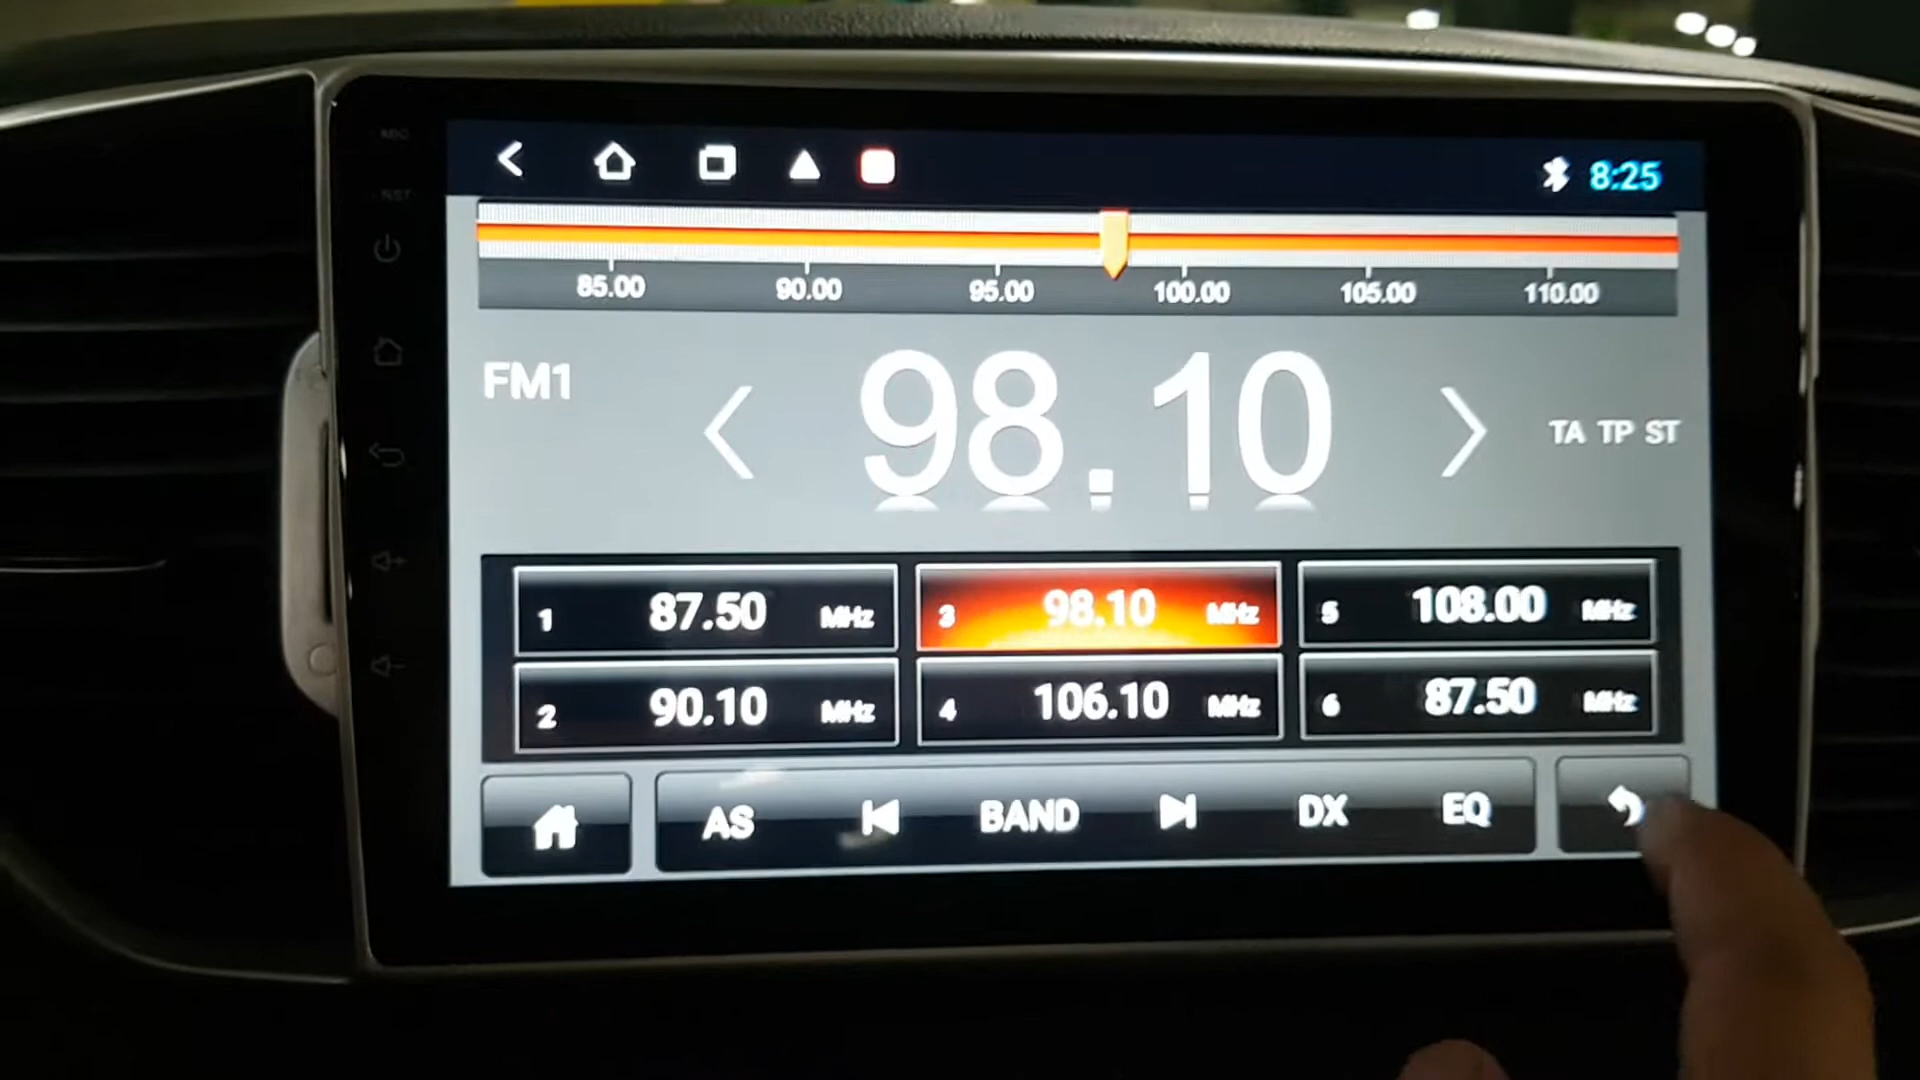 8:25
85.00 90.00 95.00 100.00 105.00 110.00
FM1
98.10
TA TP ST
1 87.50 MHz
3 98.10 MHz
5 108.00 MHz
2 90.10 MHz
4 106.10 MHz
6 87.50 MHz
AS BAND DX EQ